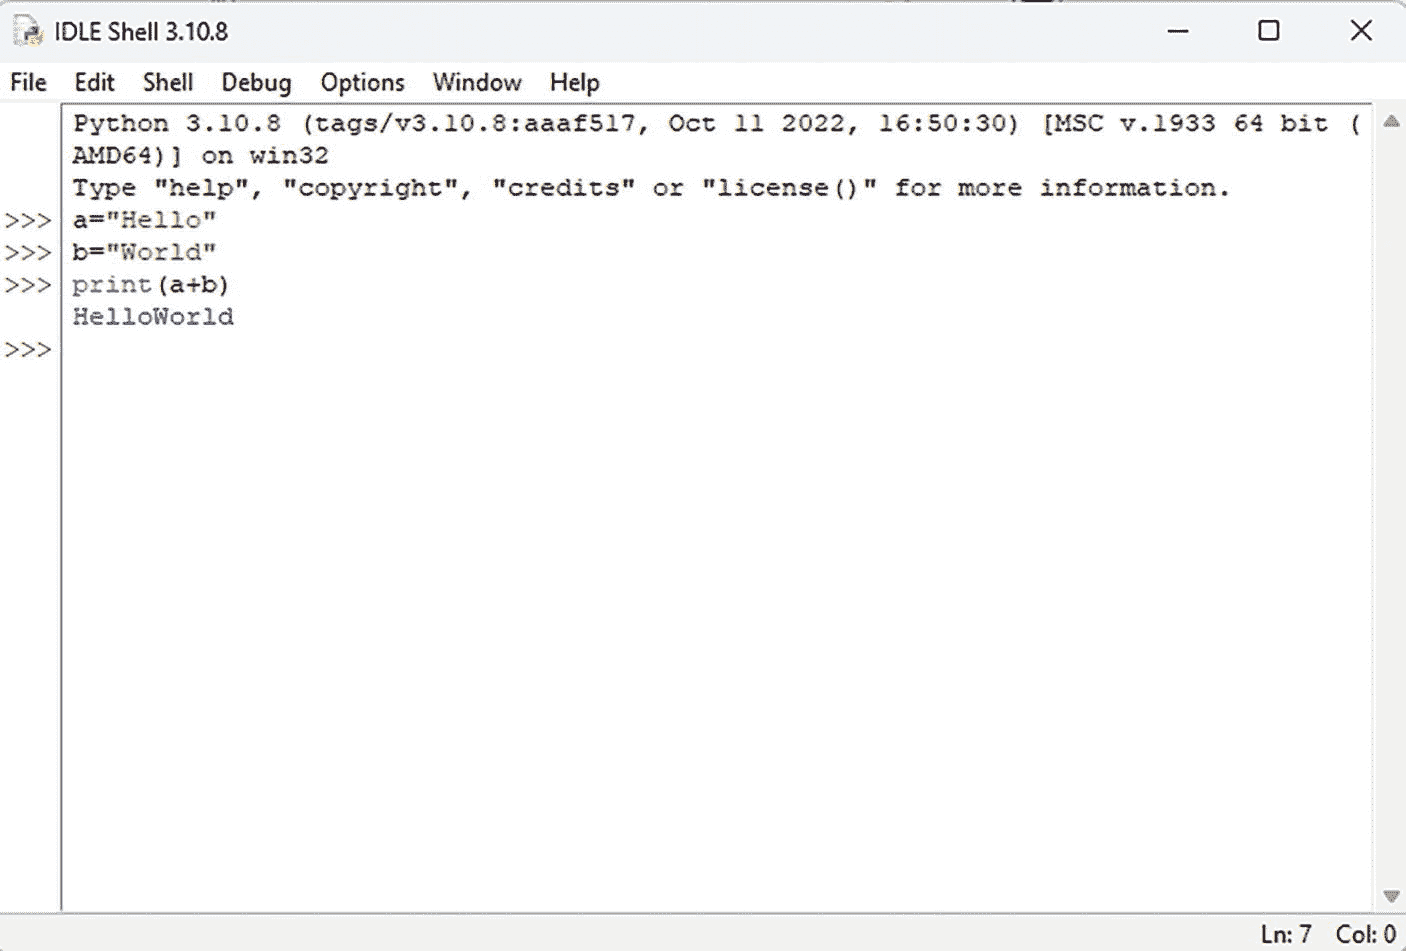 IDLE Shell 3.10.8
File Edit Shell Debug Options Window Help
Python 3.10.8 (tags/v3.10.8:aaaf517, Oct 11 2022, 16:50:30) [MSC v.1933 64 bit (
AMD64)] on win32
Type "help", "copyright", "credits" or "license()" for more information.
>>> a="Hello"
>>> b="World"
>>> print(a+b)
HelloWorld
>>>
Ln: 7 Col: 0